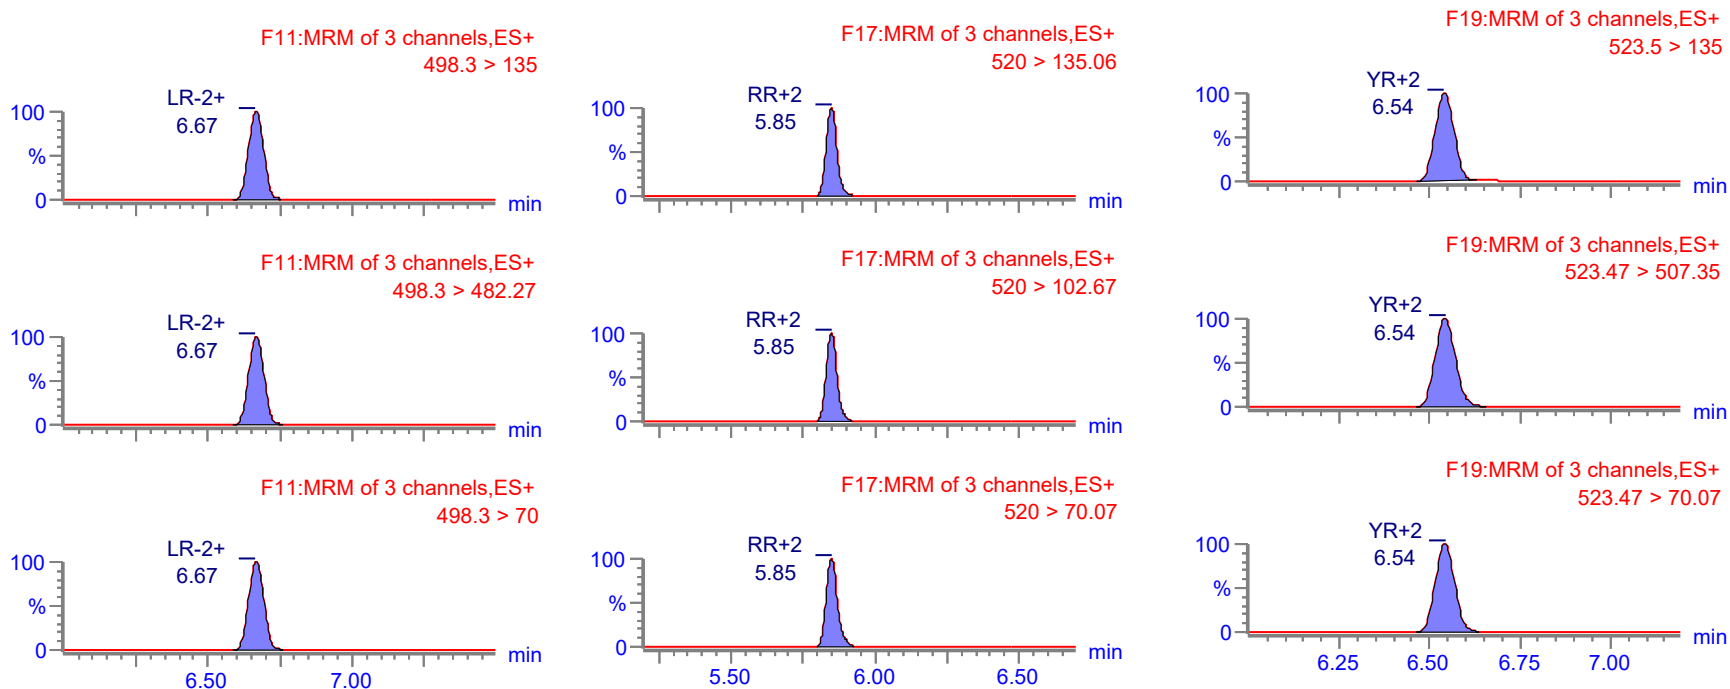 F11:MRM of 3 channels,ES+
498.3 > 135
LR-2+
6.67
100
%
0
min
F11:MRM of 3 channels,ES+
498.3 > 482.27
LR-2+
6.67
100
%
0
min
F11:MRM of 3 channels,ES+
498.3 > 70
LR-2+
6.67
100
%
0
min
6.50 7.00
F17:MRM of 3 channels,ES+
520 > 135.06
RR+2
5.85
100
%
0
min
F17:MRM of 3 channels,ES+
520 > 102.67
RR+2
5.85
100
%
0
min
F17:MRM of 3 channels,ES+
520 > 70.07
RR+2
5.85
100
%
0
min
5.50 6.00 6.50
F19:MRM of 3 channels,ES+
523.5 > 135
YR+2
6.54
100
%
0
min
F19:MRM of 3 channels,ES+
523.47 > 507.35
YR+2
6.54
100
%
0
min
F19:MRM of 3 channels,ES+
523.47 > 70.07
YR+2
6.54
100
%
0
min
6.25 6.50 6.75 7.00